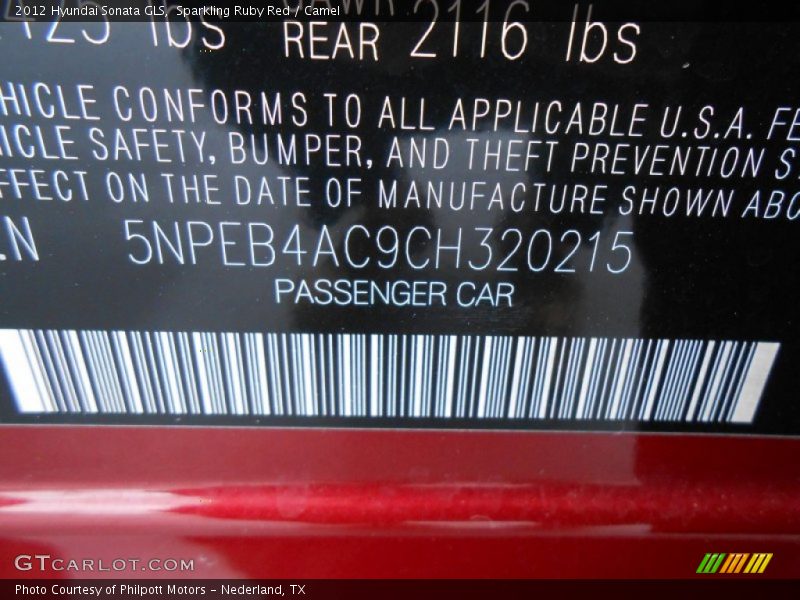 2012 Hyundai Sonata GLS, Sparkling Ruby Red / Camel
lbs REAR 2116 lbs
HICLE CONFORMS TO ALL APPLICABLE U.S.A. FE
ICLE SAFETY, BUMPER, AND THEFT PREVENTION S
FFECT ON THE DATE OF MANUFACTURE SHOWN ABO
.N 5NPEB4AC9CH320215
PASSENGER CAR
GTCARLOT.COM
Photo Courtesy of Philpott Motors - Nederland, TX